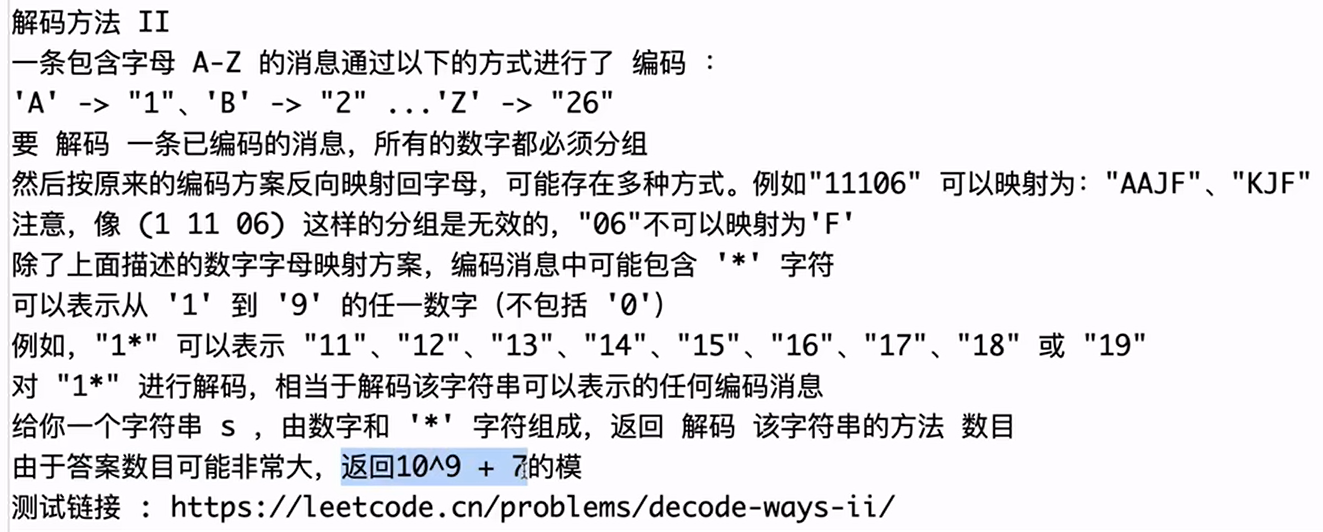 解码方法 II
一条包含字母 A-Z 的消息通过以下的方式进行了 编码 :
'A' -> "1"、'B' -> "2" ...'Z' -> "26"
要 解码 一条已编码的消息，所有的数字都必须分组
然后按原来的编码方案反向映射回字母，可能存在多种方式。例如"11106" 可以映射为："AAJF"、"KJF"
注意，像 (1 11 06) 这样的分组是无效的，"06"不可以映射为'F'
除了上面描述的数字字母映射方案，编码消息中可能包含 '*' 字符
可以表示从 '1' 到 '9' 的任一数字（不包括 '0'）
例如，"1*" 可以表示 "11"、"12"、"13"、"14"、"15"、"16"、"17"、"18" 或 "19"
对 "1*" 进行解码，相当于解码该字符串可以表示的任何编码消息
给你一个字符串 s ，由数字和 '*' 字符组成，返回 解码 该字符串的方法 数目
由于答案数目可能非常大，返回10^9 + 7的模
测试链接 : https://leetcode.cn/problems/decode-ways-ii/